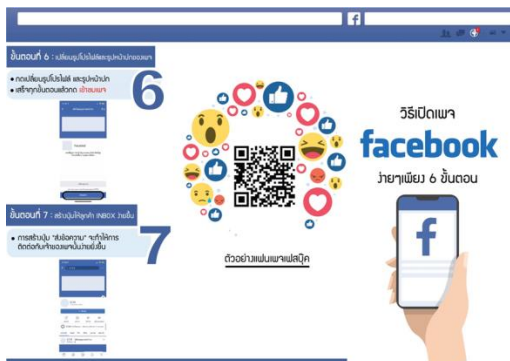 ขั้นตอนที่ 6 : เปลี่ยนรูปโปรไฟล์และรูปหน้าปกของเพจ
• กดเปลี่ยนรูปโปรไฟล์ และรูปหน้าปก
• เสร็จทุกขั้นตอนแล้วกด เข้าชมเพจ
6
ขั้นตอนที่ 7 : สร้างปุ่มให้ลูกค้า INBOX ง่ายขึ้น
• การสร้างปุ่ม "ส่งข้อความ" จะทำให้การ
ติดต่อกับเจ้าของเพจนั้นง่ายยิ่งขึ้น
7
ตัวอย่างแฟนเพจเฟสบุ๊ค
วิธีเปิดเพจ
facebook
ง่ายๆเพียง 6 ขั้นตอน
f
f